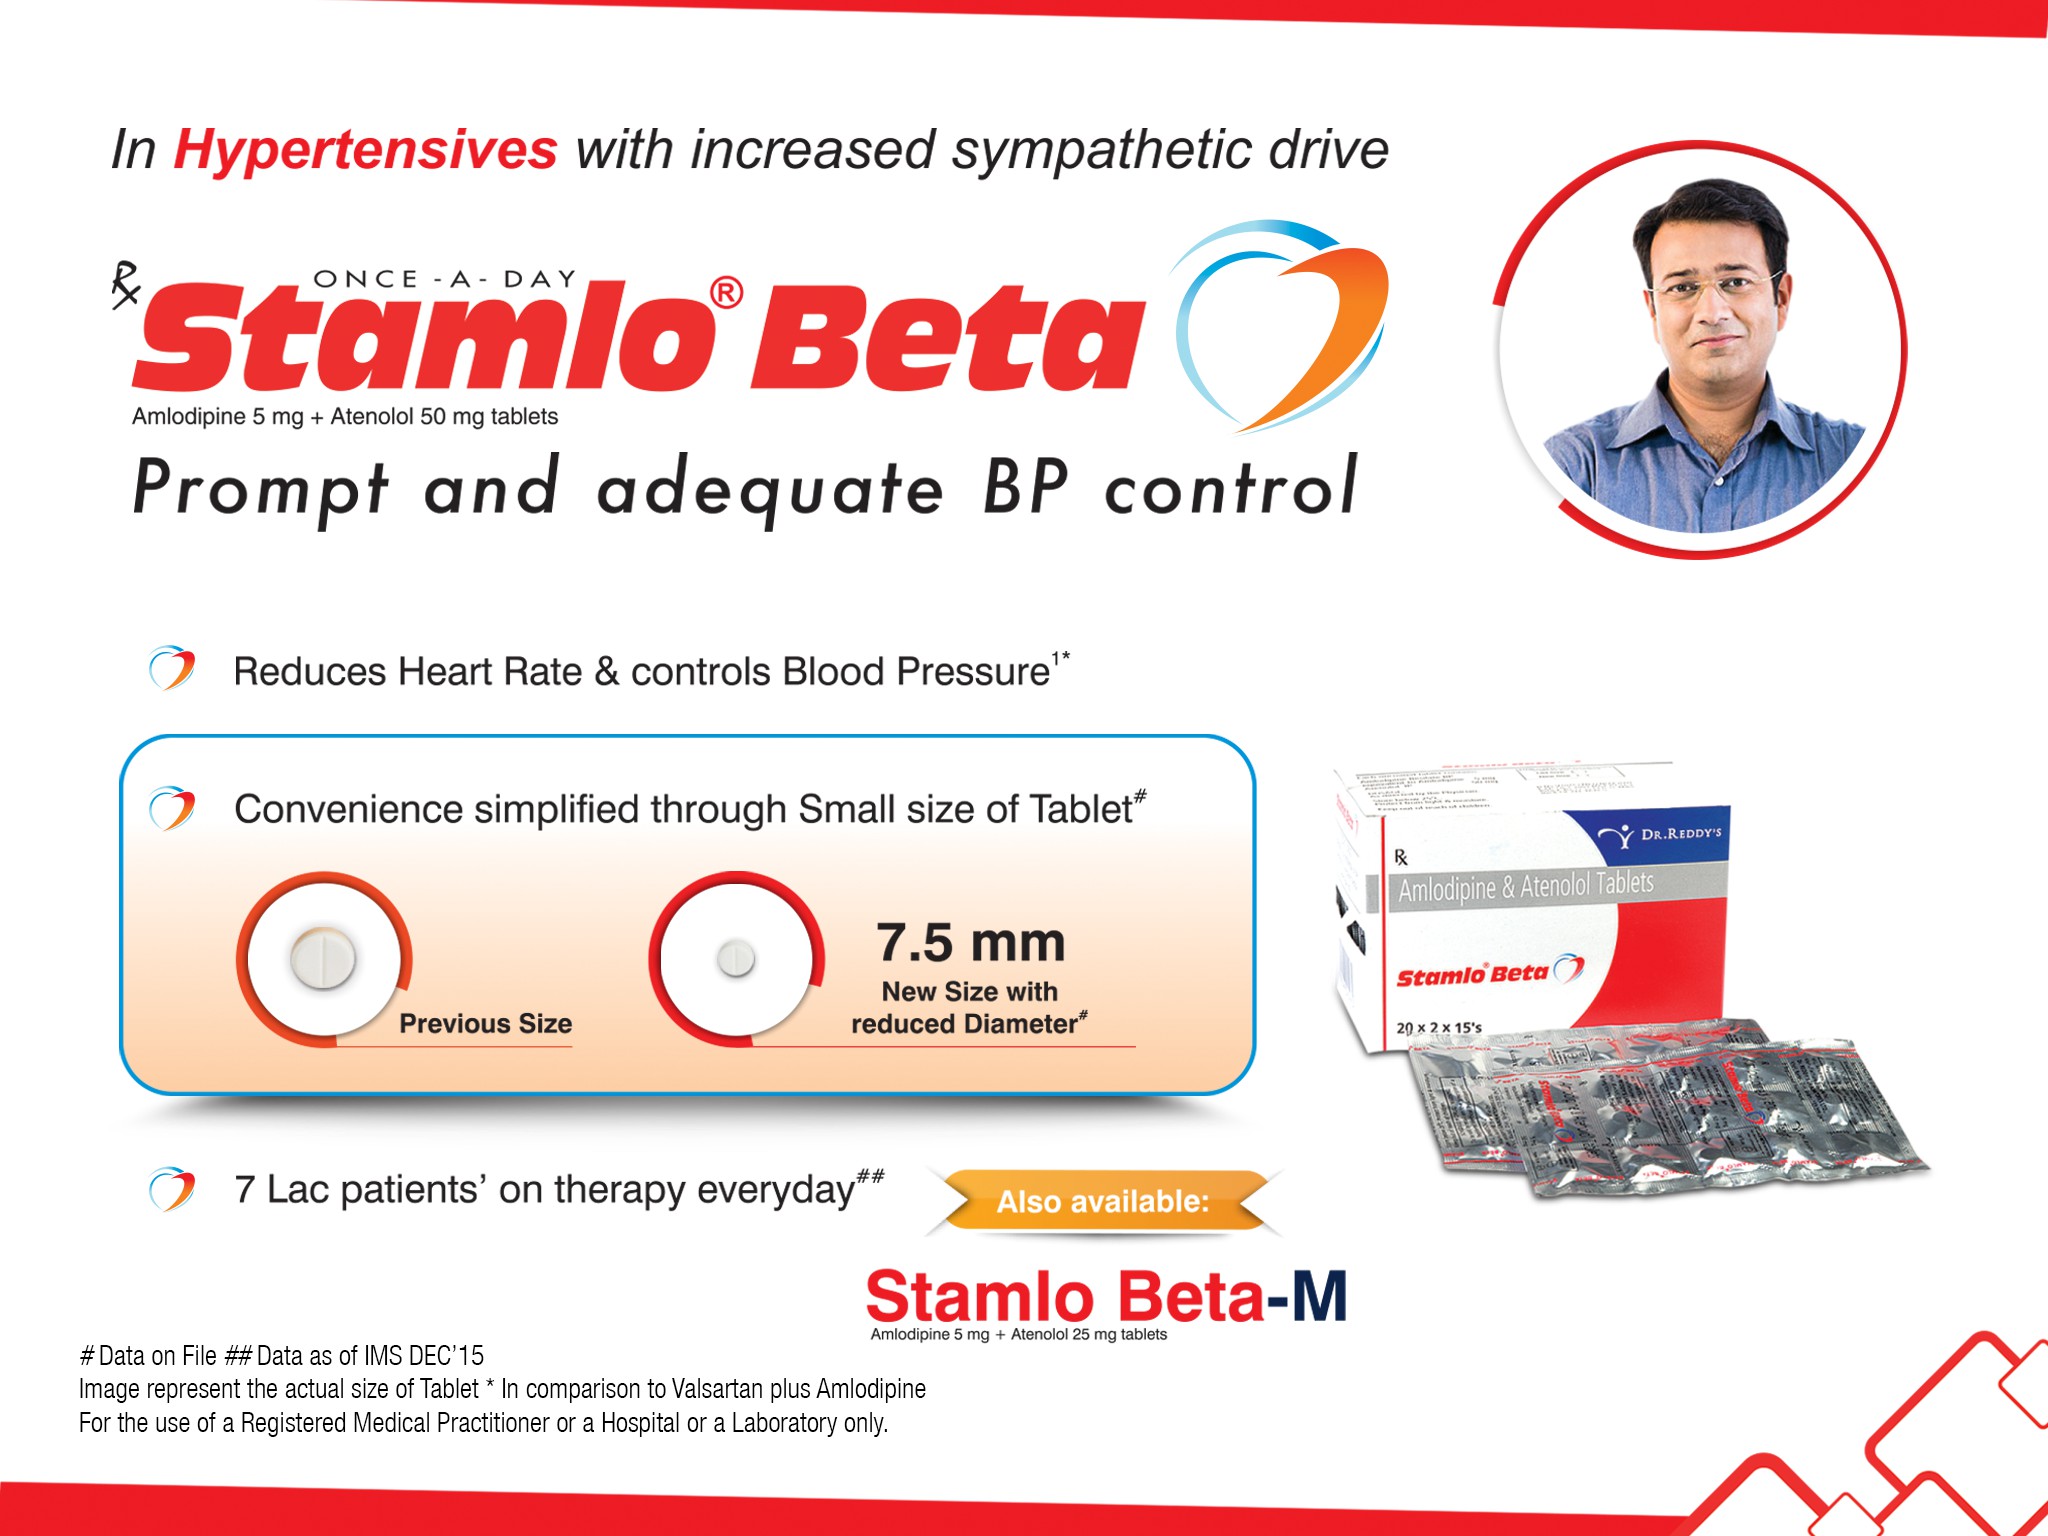 In Hypertensives with increased sympathetic drive
Rx
ONCE -A- DAY
Stamlo® Beta
Amlodipine 5 mg + Atenolol 50 mg tablets
Prompt and adequate BP control
Reduces Heart Rate & controls Blood Pressure1*
Convenience simplified through Small size of Tablet#
Previous Size
7.5 mm
New Size with
reduced Diameter#
DR.REDDY'S
Rx
Amlodipine & Atenolol Tablets
Stamlo® Beta
20 x 2 x 15's
7 Lac patients’ on therapy everyday##
Also available:
Stamlo Beta-M
Amlodipine 5 mg + Atenolol 25 mg tablets
# Data on File ## Data as of IMS DEC’15
Image represent the actual size of Tablet * In comparison to Valsartan plus Amlodipine
For the use of a Registered Medical Practitioner or a Hospital or a Laboratory only.